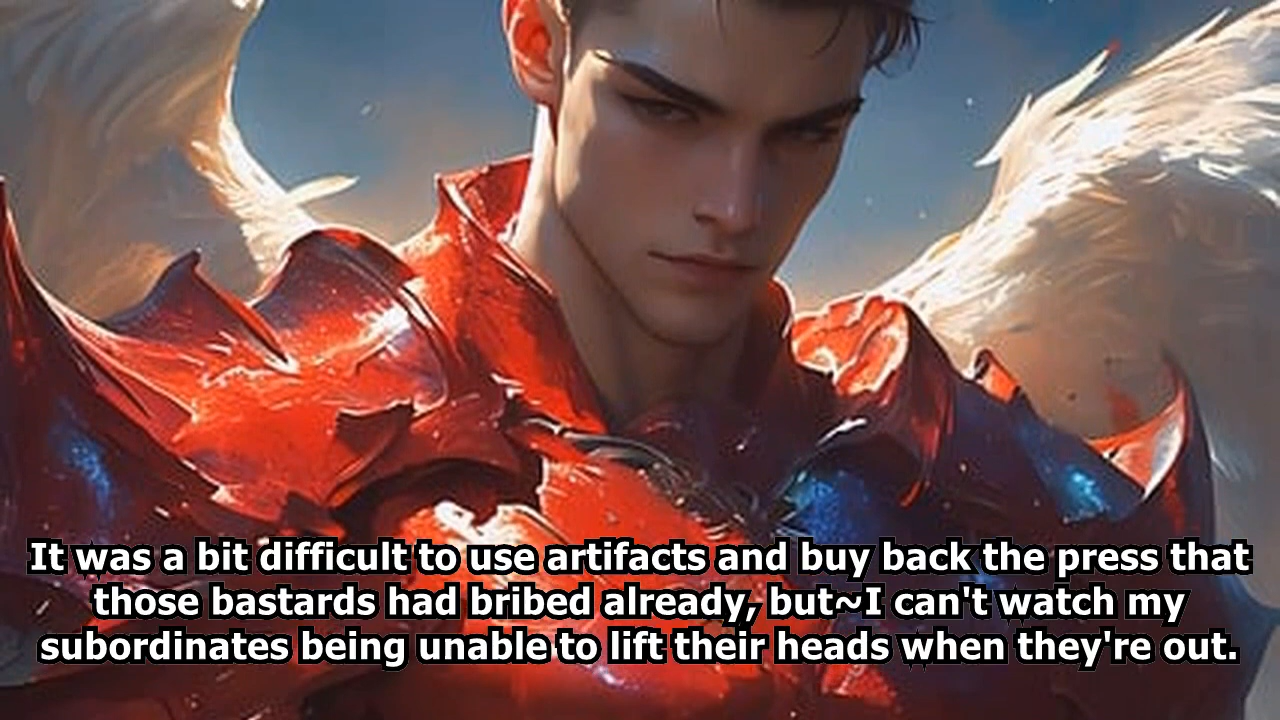 It was a bit difficult to use artifacts and buy back the press that
those bastards had bribed already, but~I can't watch my
subordinates being unable to lift their heads when they're out.